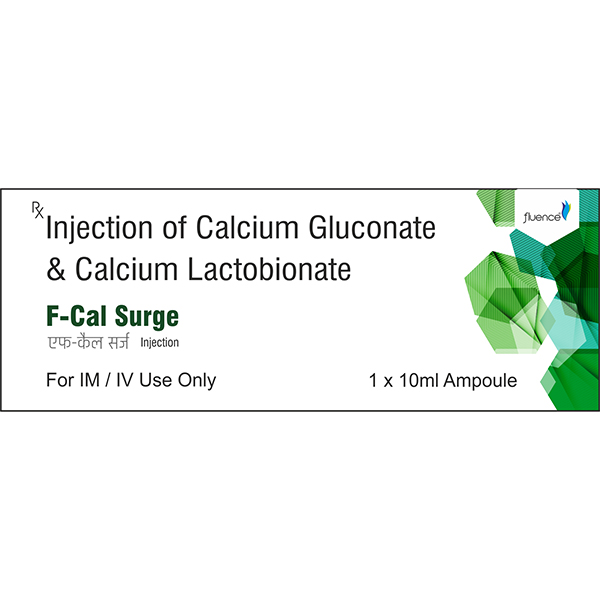 Rx
Injection of Calcium Gluconate
& Calcium Lactobionate
fluence
F-Cal Surge
एफ-कैल सर्ज Injection
For IM / IV Use Only
1 x 10ml Ampoule